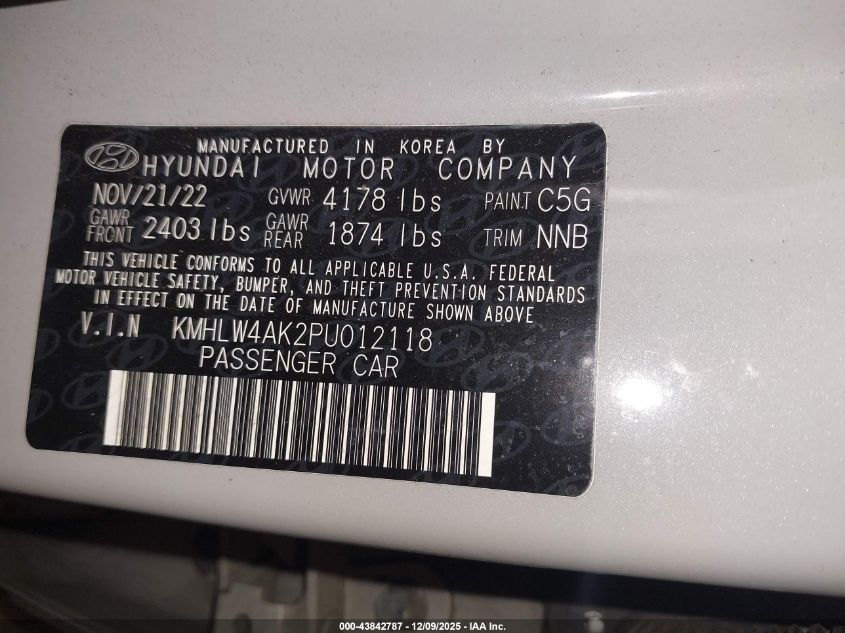 MANUFACTURED IN KOREA BY
HYUNDAI MOTOR COMPANY
NOV/21/22 GVWR 4178 lbs PAINT C5G
GAWR FRONT 2403 lbs GAWR REAR 1874 lbs TRIM NNB
THIS VEHICLE CONFORMS TO ALL APPLICABLE U.S.A. FEDERAL
MOTOR VEHICLE SAFETY, BUMPER, AND THEFT PREVENTION STANDARDS
IN EFFECT ON THE DATE OF MANUFACTURE SHOWN ABOVE
V.I.N KMHLW4AK2PU012118
PASSENGER CAR
000-43842787 - 12/09/2025 - IAA Inc.